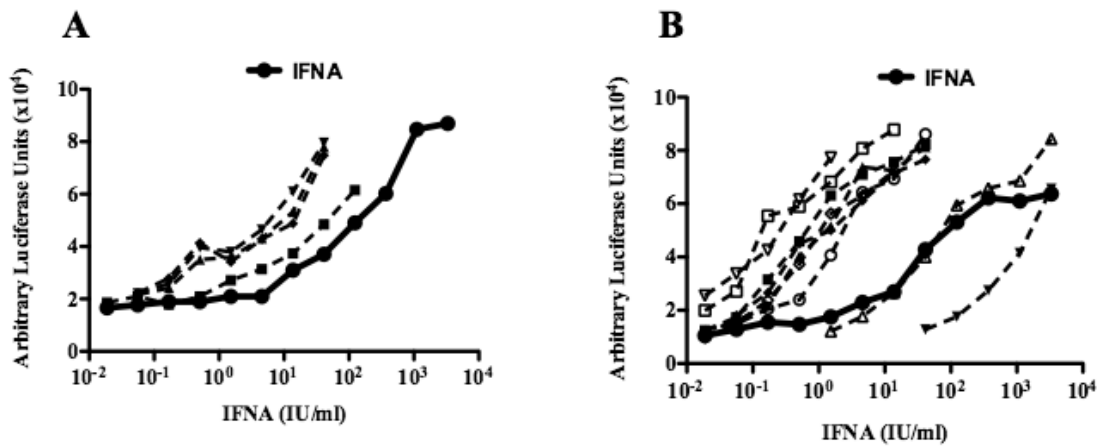 A
IFNA
Arbitrary Luciferase Units (x10⁴)
10
8
6
4
2
0
10⁻² 10⁻¹ 10⁰ 10¹ 10² 10³ 10⁴
IFNA (IU/ml)
B
IFNA
Arbitrary Luciferase Units (x10⁴)
10
8
6
4
2
0
10⁻² 10⁻¹ 10⁰ 10¹ 10² 10³ 10⁴
IFNA (IU/ml)